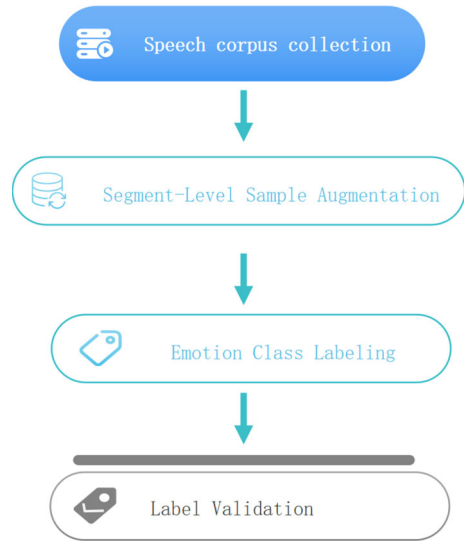 Speech corpus collection
Segment-Level Sample Augmentation
Emotion Class Labeling
Label Validation